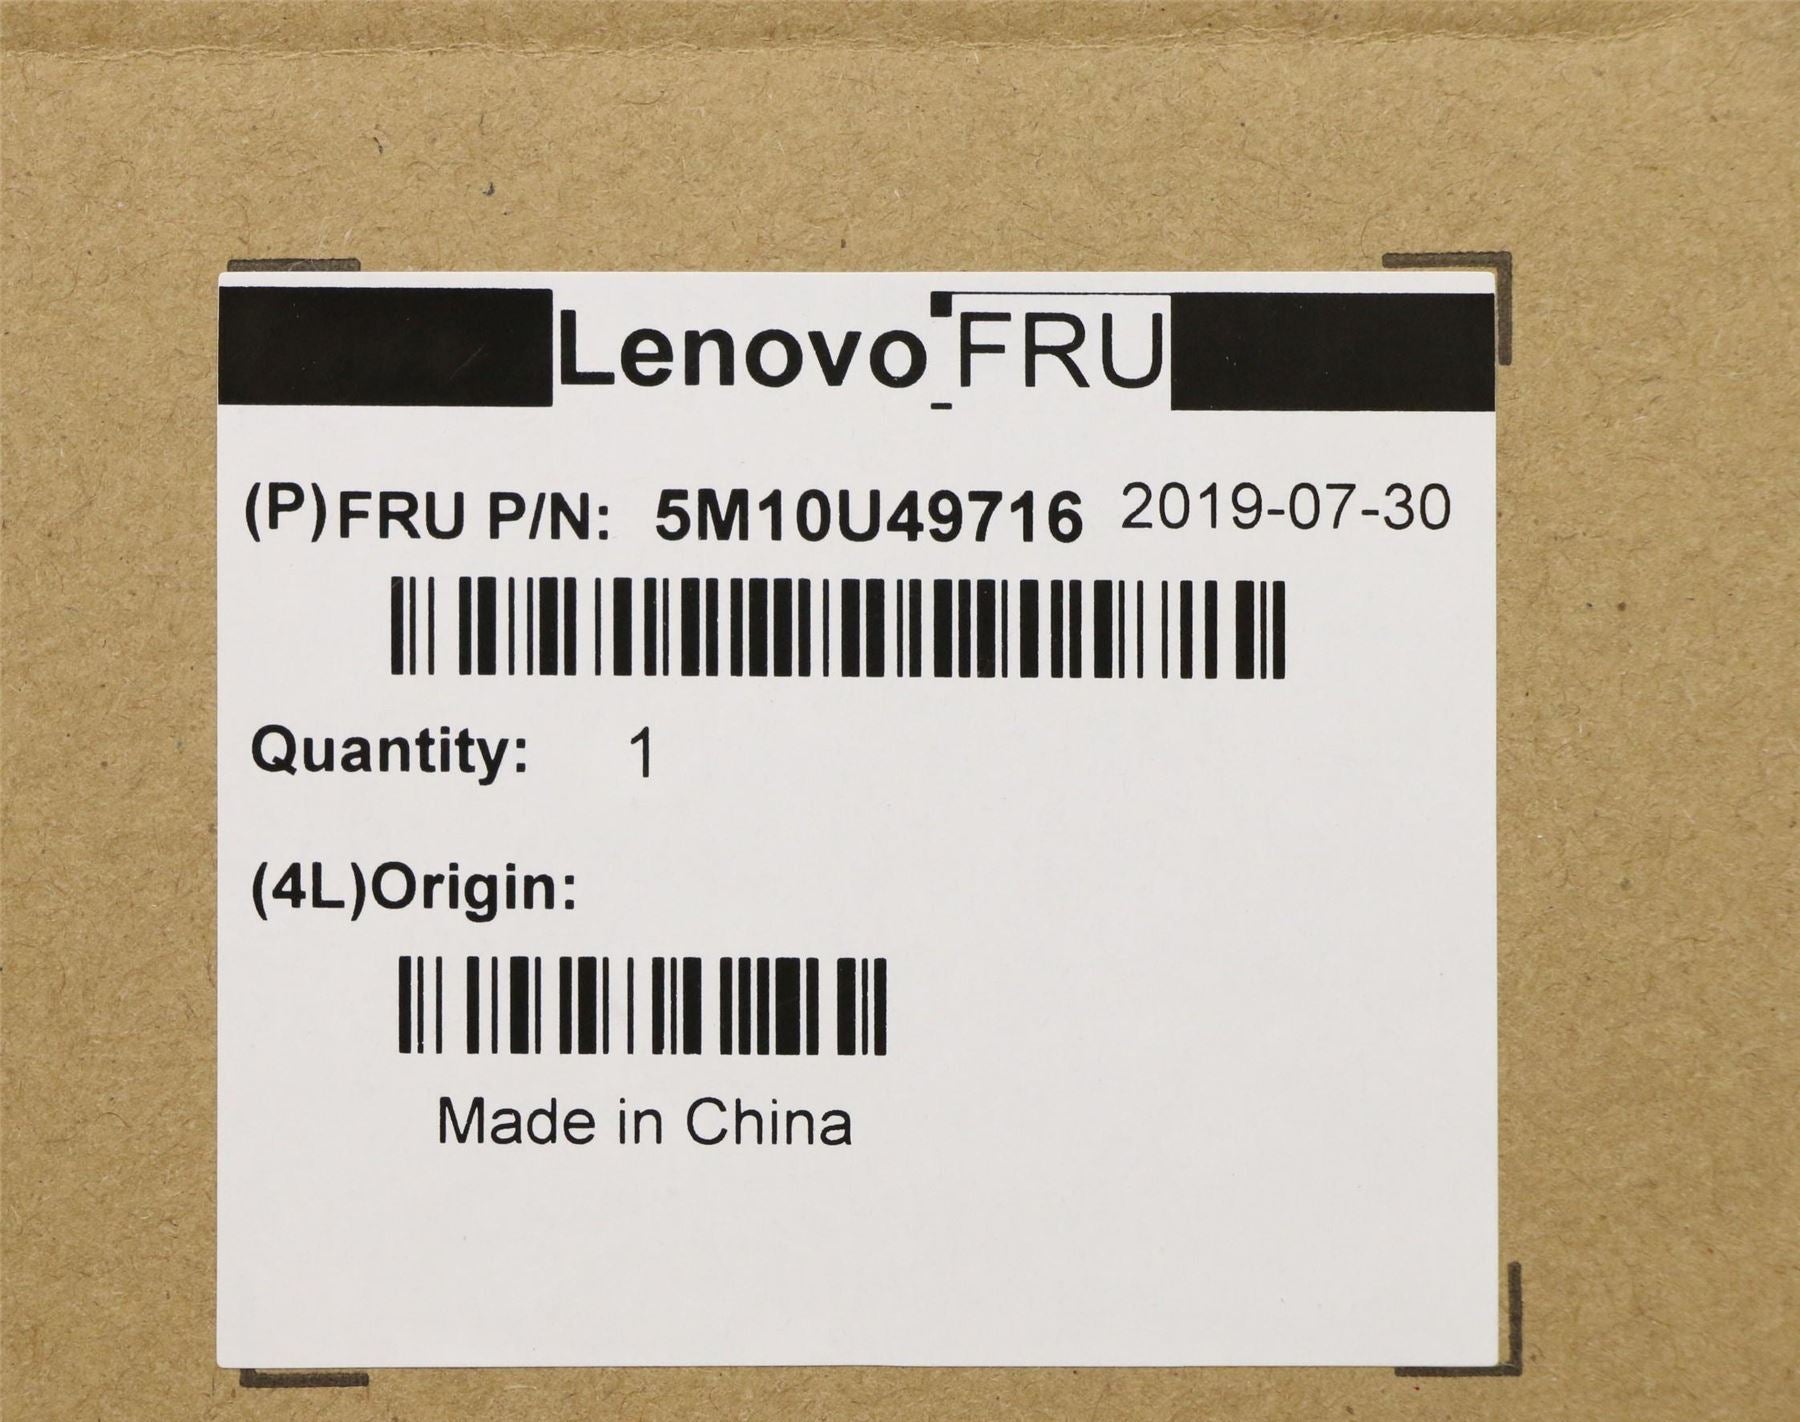 Lenovo FRU
(P)FRU P/N: 5M10U49716 2019-07-30
Quantity: 1
(4L)Origin:
Made in China